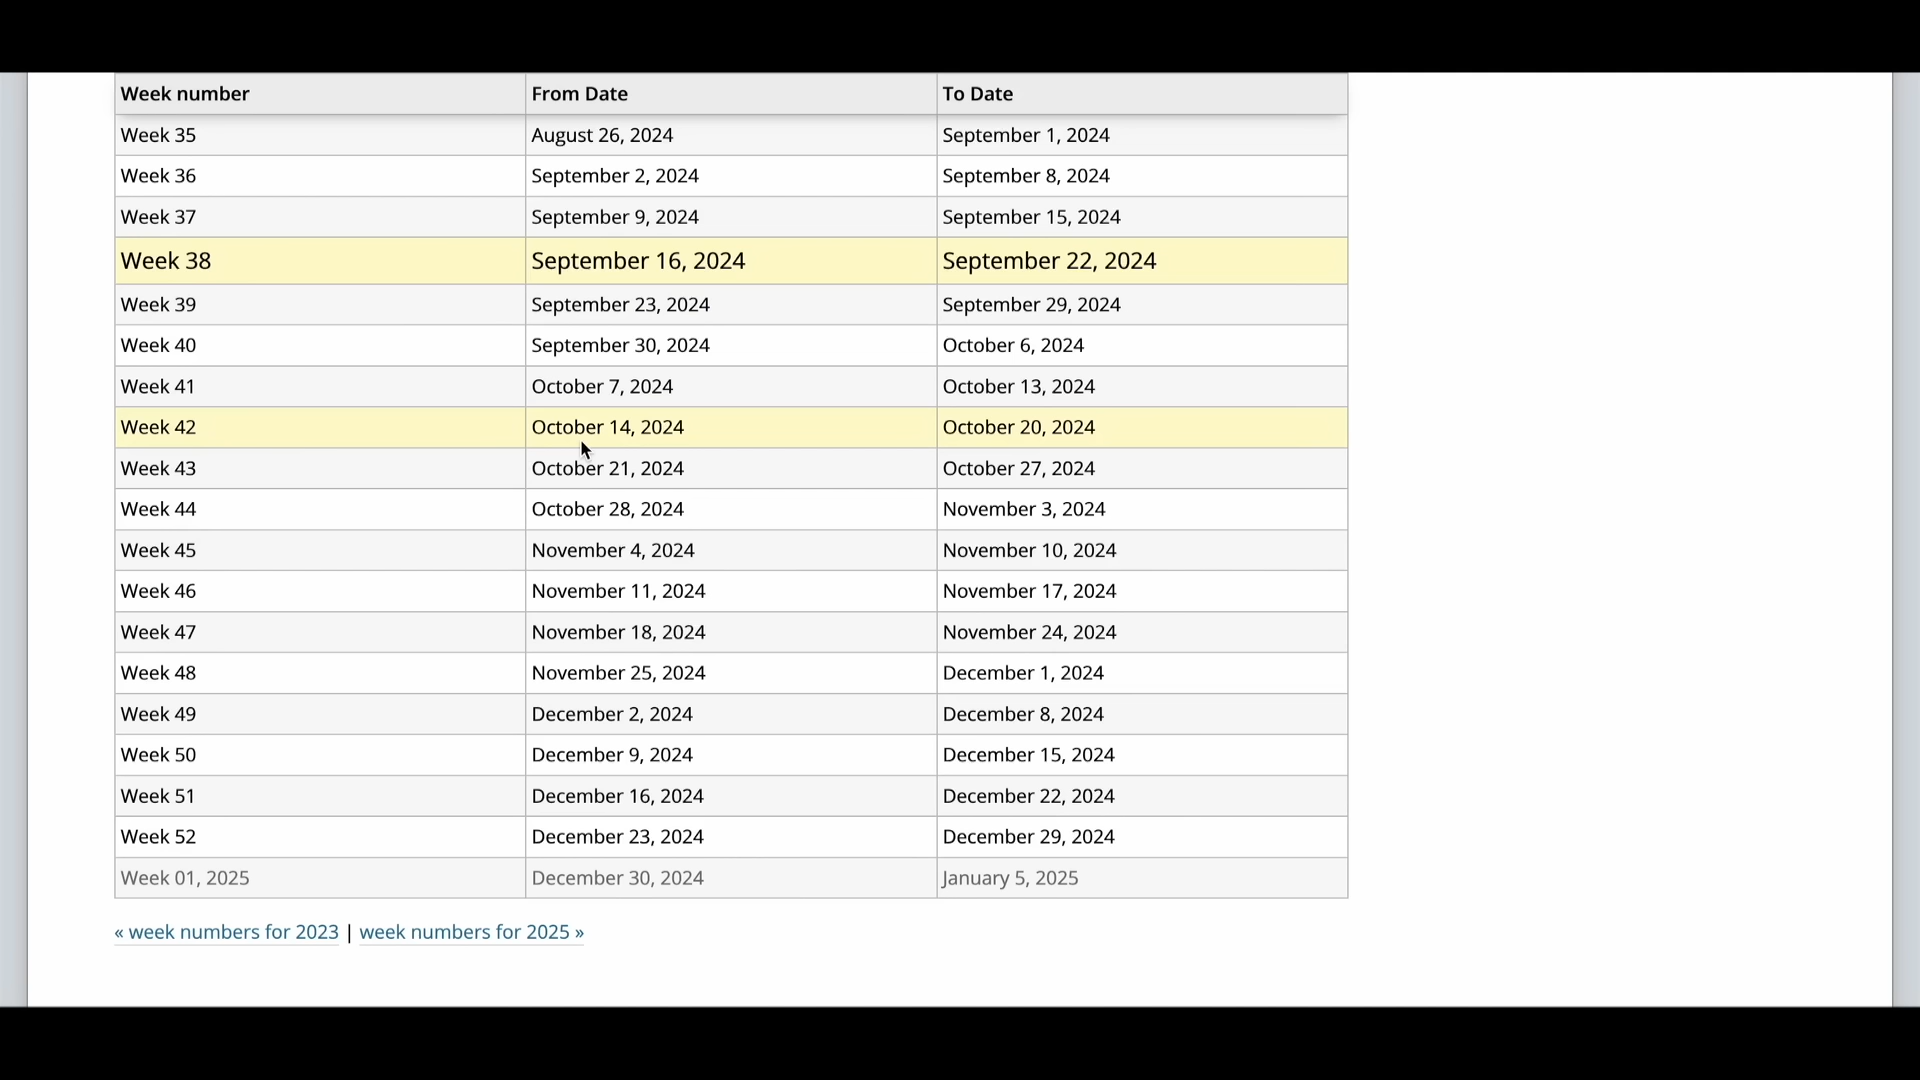 Week number From Date To Date
Week 35 August 26, 2024 September 1, 2024
Week 36 September 2, 2024 September 8, 2024
Week 37 September 9, 2024 September 15, 2024
Week 38 September 16, 2024 September 22, 2024
Week 39 September 23, 2024 September 29, 2024
Week 40 September 30, 2024 October 6, 2024
Week 41 October 7, 2024 October 13, 2024
Week 42 October 14, 2024 October 20, 2024
Week 43 October 21, 2024 October 27, 2024
Week 44 October 28, 2024 November 3, 2024
Week 45 November 4, 2024 November 10, 2024
Week 46 November 11, 2024 November 17, 2024
Week 47 November 18, 2024 November 24, 2024
Week 48 November 25, 2024 December 1, 2024
Week 49 December 2, 2024 December 8, 2024
Week 50 December 9, 2024 December 15, 2024
Week 51 December 16, 2024 December 22, 2024
Week 52 December 23, 2024 December 29, 2024
Week 01, 2025 December 30, 2024 January 5, 2025
« week numbers for 2023 | week numbers for 2025 »